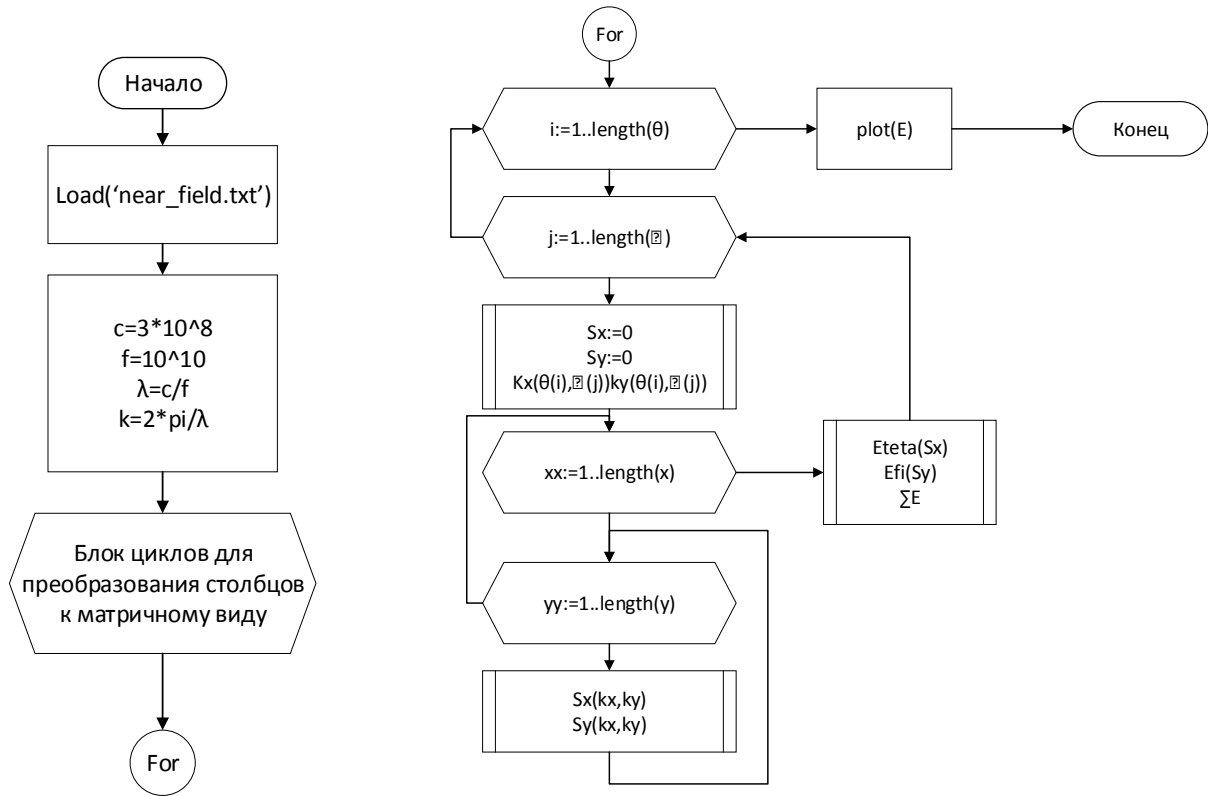 Начало
Load(‘near_field.txt’)
c=3*10^8
f=10^10
λ=c/f
k=2*pi/λ
Блок циклов для
преобразования столбцов
к матричному виду
For
For
i:=1..length(θ)
plot(E)
Конец
j:=1..length(⍰)
Sx:=0
Sy:=0
Kx(θ(i),⍰(j))ky(θ(i),⍰(j))
xx:=1..length(x)
Eteta(Sx)
Efi(Sy)
∑E
yy:=1..length(y)
Sx(kx,ky)
Sy(kx,ky)